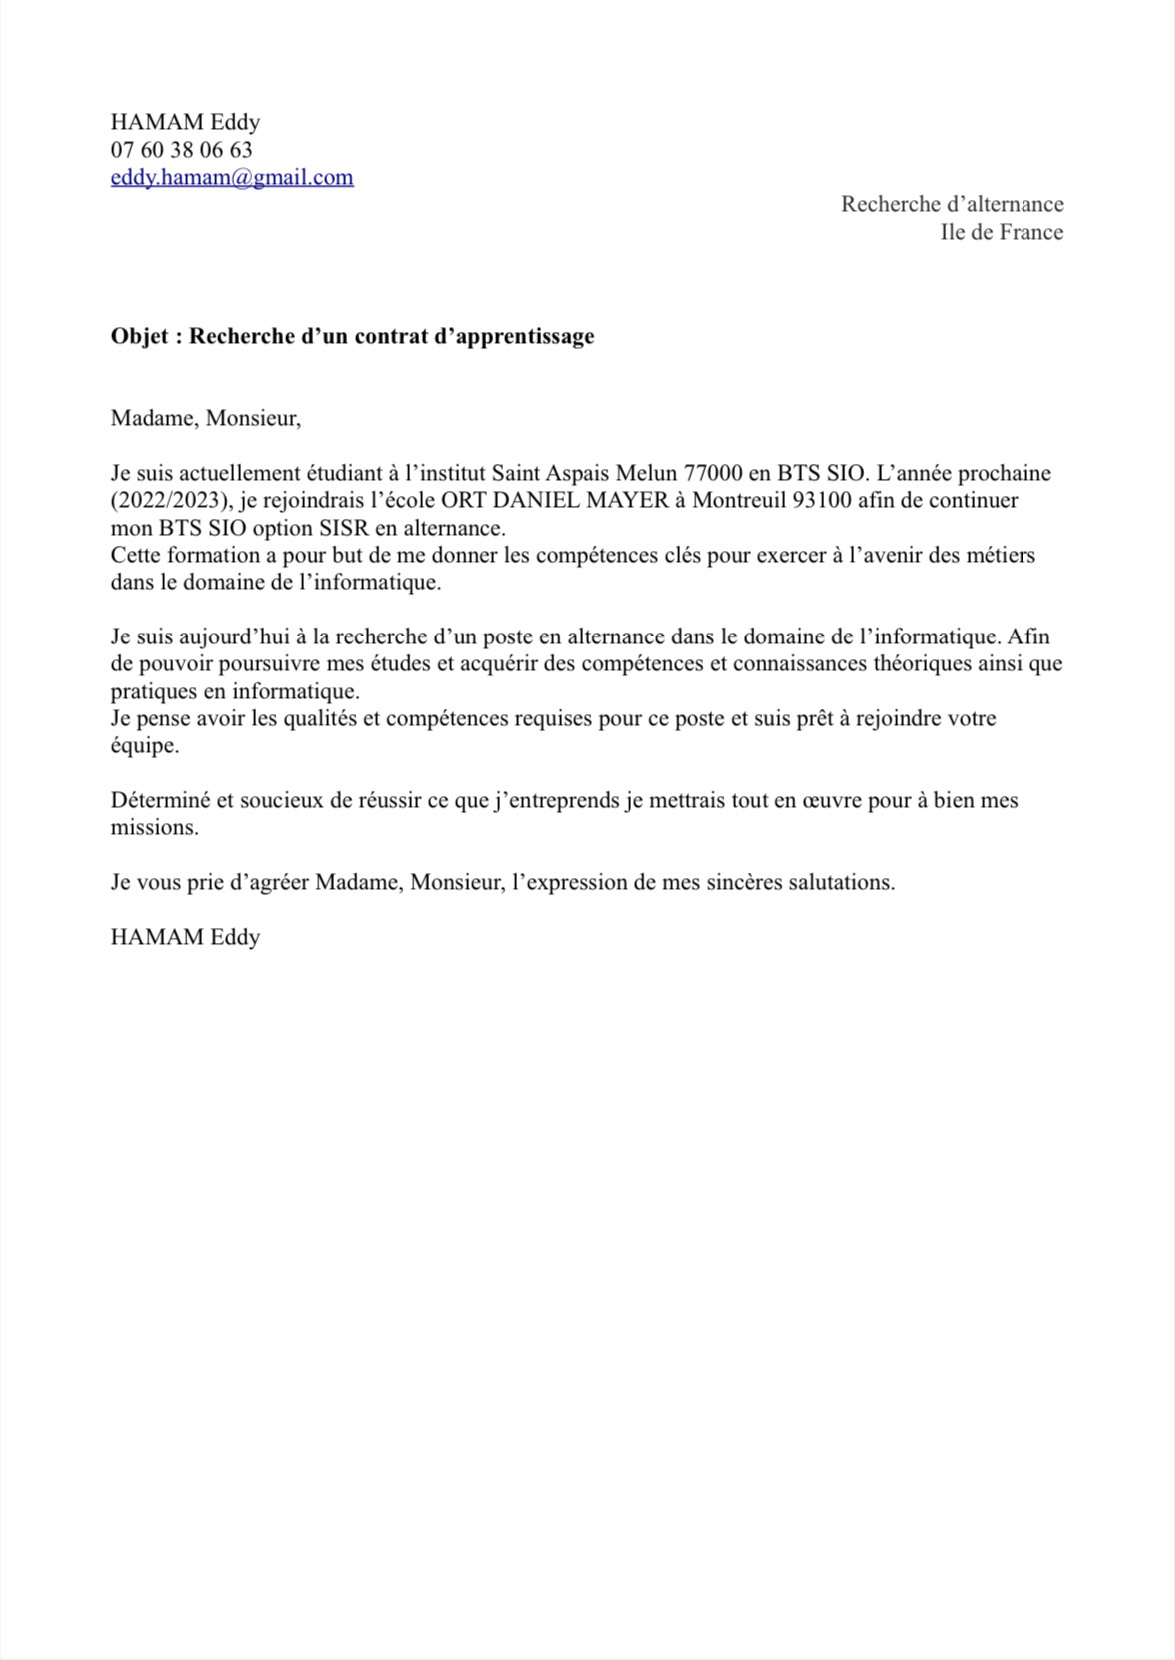 HAMAM Eddy
07 60 38 06 63
eddy.hamam@gmail.com
Recherche d’alternance
Ile de France
Objet : Recherche d’un contrat d’apprentissage
Madame, Monsieur,
Je suis actuellement étudiant à l’institut Saint Aspais Melun 77000 en BTS SIO. L’année prochaine
(2022/2023), je rejoindrais l’école ORT DANIEL MAYER à Montreuil 93100 afin de continuer
mon BTS SIO option SISR en alternance.
Cette formation a pour but de me donner les compétences clés pour exercer à l’avenir des métiers
dans le domaine de l’informatique.
Je suis aujourd’hui à la recherche d’un poste en alternance dans le domaine de l’informatique. Afin
de pouvoir poursuivre mes études et acquérir des compétences et connaissances théoriques ainsi que
pratiques en informatique.
Je pense avoir les qualités et compétences requises pour ce poste et suis prêt à rejoindre votre
équipe.
Déterminé et soucieux de réussir ce que j’entreprends je mettrais tout en œuvre pour à bien mes
missions.
Je vous prie d’agréer Madame, Monsieur, l’expression de mes sincères salutations.
HAMAM Eddy